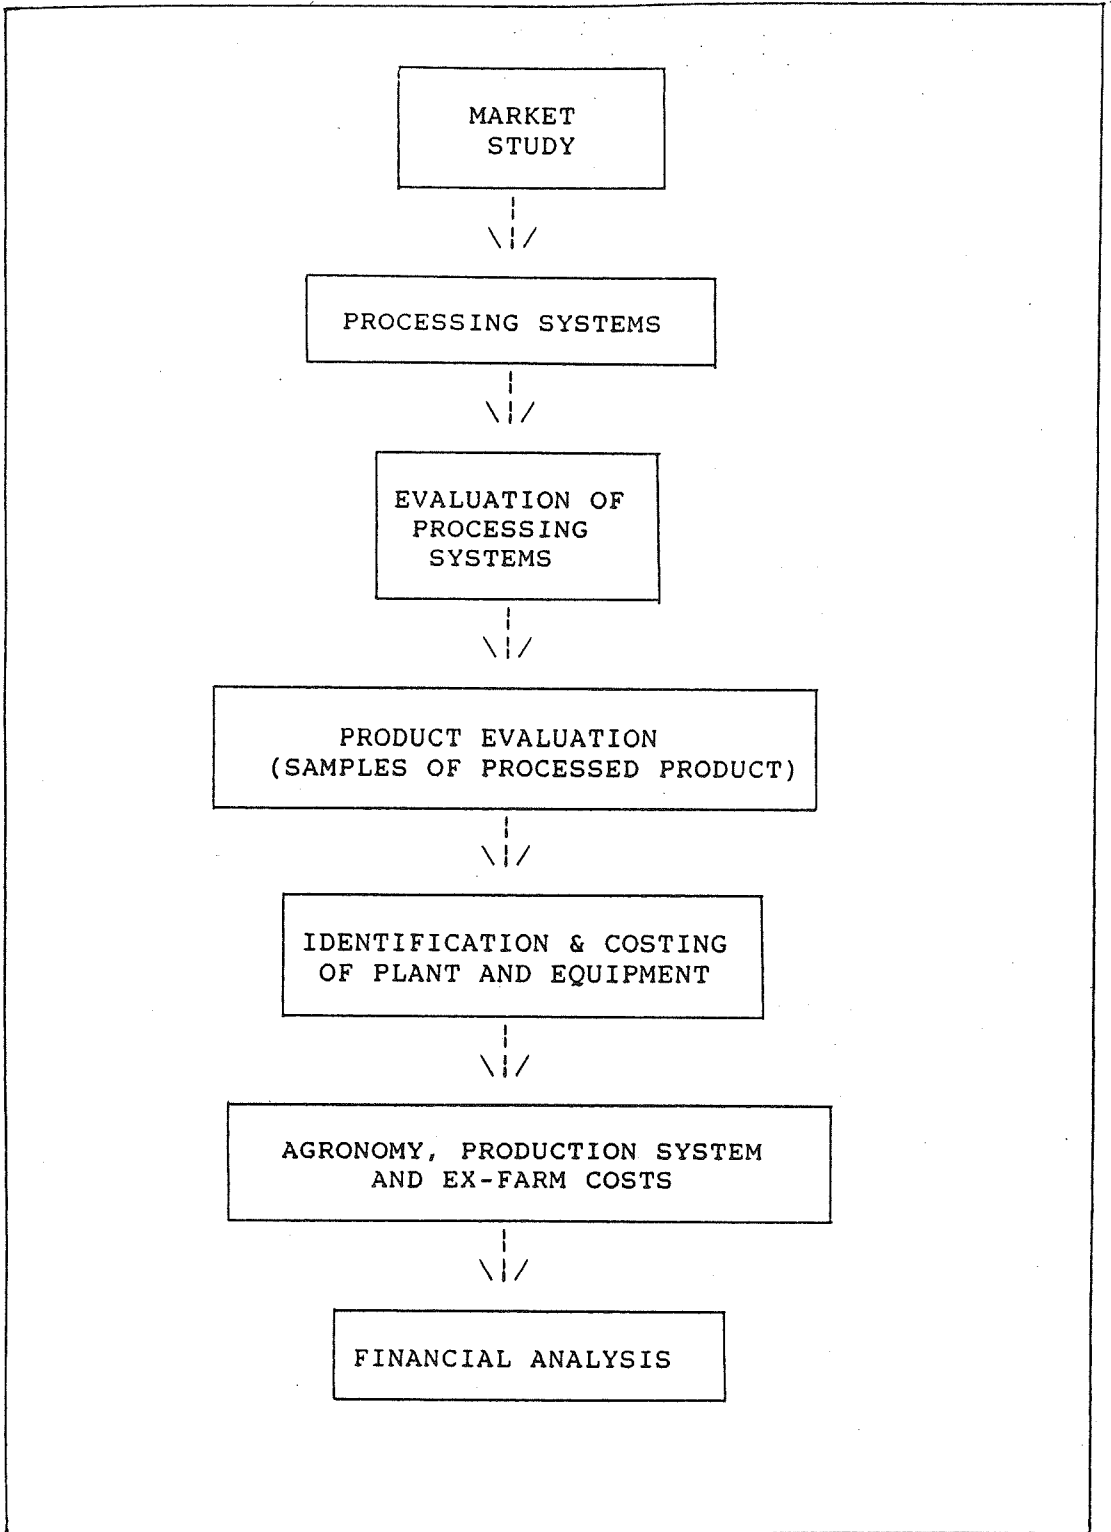 MARKET
STUDY
PROCESSING SYSTEMS
EVALUATION OF
PROCESSING
SYSTEMS
PRODUCT EVALUATION
(SAMPLES OF PROCESSED PRODUCT)
IDENTIFICATION & COSTING
OF PLANT AND EQUIPMENT
AGRONOMY, PRODUCTION SYSTEM
AND EX-FARM COSTS
FINANCIAL ANALYSIS